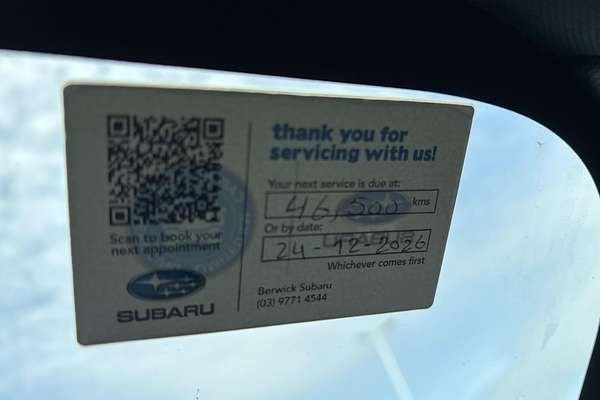 thank you for
servicing with us!
Your next service is due at:
46,500 kms
Or by date:
24-12-2026
Whichever comes first
Scan to book your
next appointment
SUBARU
Berwick Subaru
(03) 9771 4544